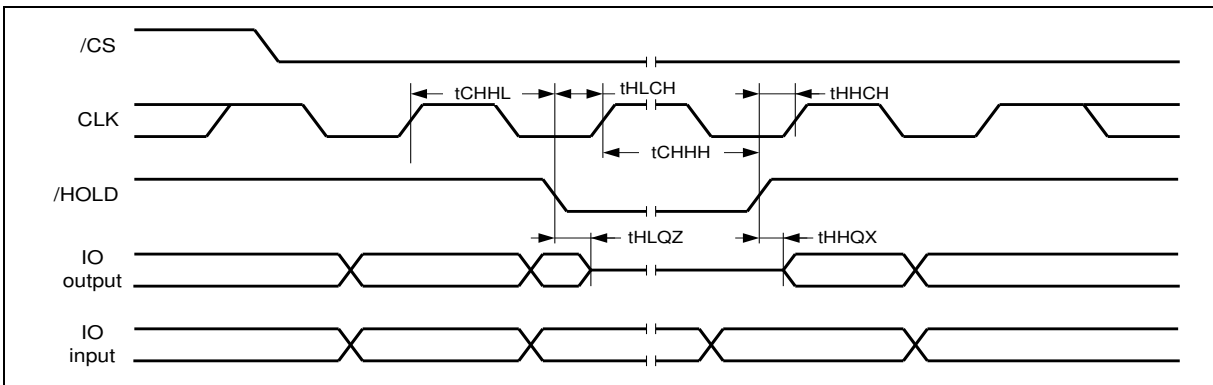 /CS
tCHHL
tHLCH
tHHCH
CLK
tCHHH
/HOLD
tHLQZ
tHHQX
IO
output
IO
input